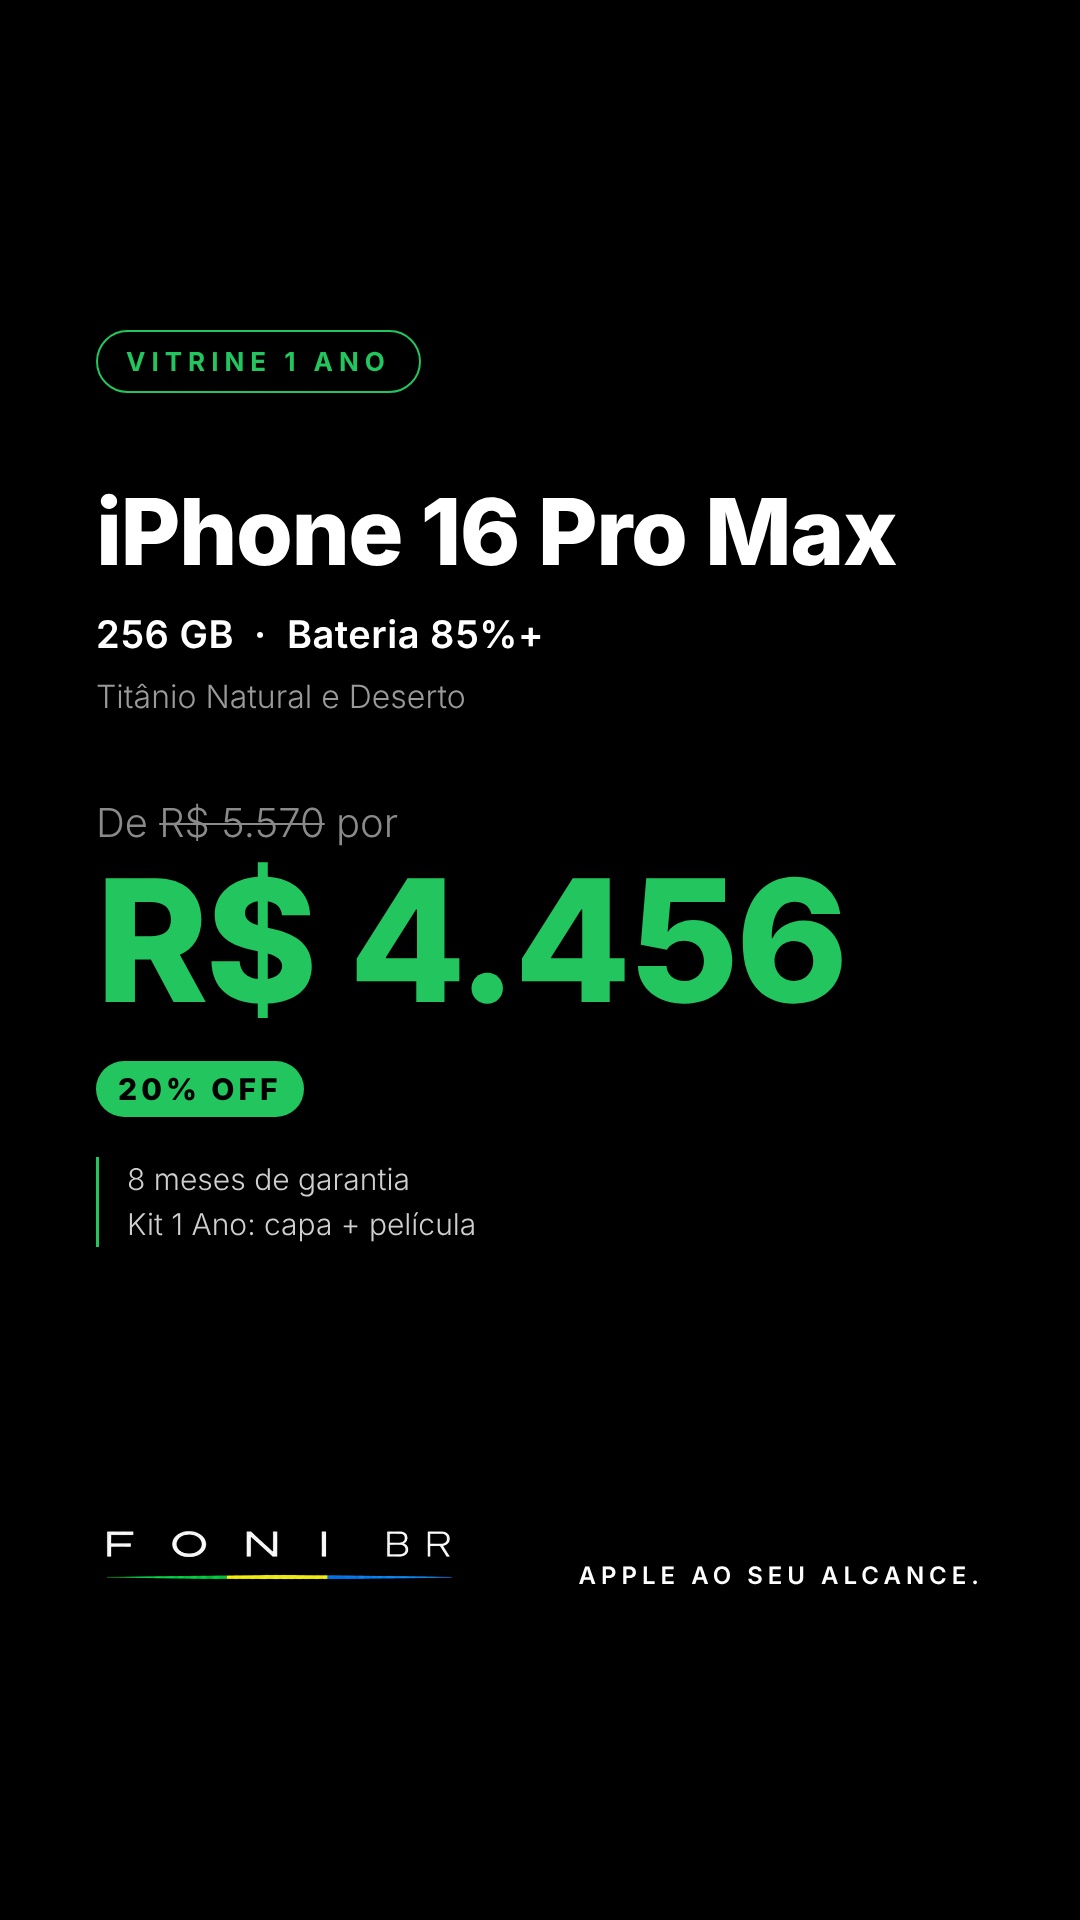 VITRINE 1 ANO
iPhone 16 Pro Max
256 GB · Bateria 85%+
Titânio Natural e Deserto
De R$ 5.570 por
R$ 4.456
20% OFF
8 meses de garantia
Kit 1 Ano: capa + película
FONI BR
APPLE AO SEU ALCANCE.